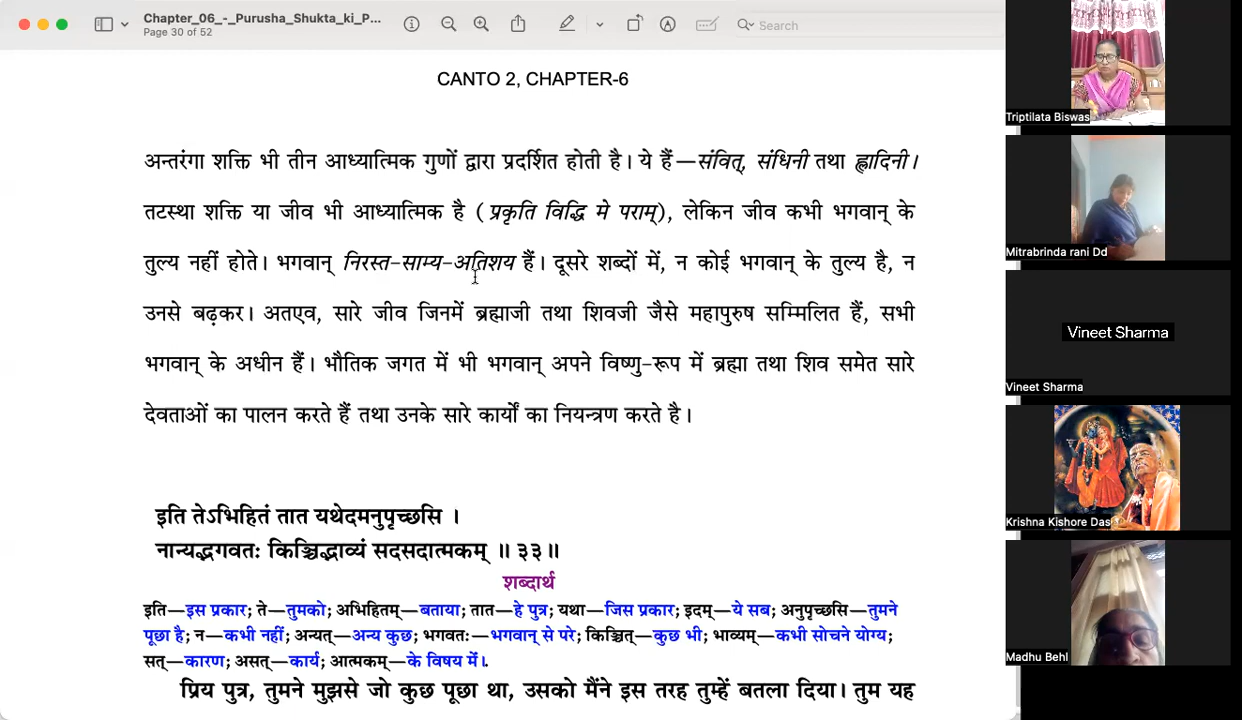 Chapter_06_-_Purusha_Shukta_ki_P...
Page 30 of 52
Search
CANTO 2, CHAPTER-6
अन्तरंगा शक्ति भी तीन आध्यात्मिक गुणों द्वारा प्रदर्शित होती है। ये हैं—संवित्, संधिनी तथा ह्लादिनी।
तटस्था शक्ति या जीव भी आध्यात्मिक है (प्रकृति विद्धि मे पराम्), लेकिन जीव कभी भगवान् के
तुल्य नहीं होते। भगवान् निरस्त-साम्य-अतिशय हैं। दूसरे शब्दों में, न कोई भगवान् के तुल्य है, न
उनसे बढ़कर। अतएव, सारे जीव जिनमें ब्रह्माजी तथा शिवजी जैसे महापुरुष सम्मिलित हैं, सभी
भगवान् के अधीन हैं। भौतिक जगत में भी भगवान् अपने विष्णु-रूप में ब्रह्मा तथा शिव समेत सारे
देवताओं का पालन करते हैं तथा उनके सारे कार्यों का नियन्त्रण करते है।
इति तेऽभिहितं तात यथेदमनुपृच्छसि ।
नान्यद्भगवतः किञ्चिद्भाव्यं सदसदात्मकम् ॥ ३३॥
शब्दार्थ
इति—इस प्रकार; ते—तुमको; अभिहितम्—बताया; तात—हे पुत्र; यथा—जिस प्रकार; इदम्—ये सब; अनुपृच्छसि—तुमने
पूछा है; न—कभी नहीं; अन्यत्—अन्य कुछ; भगवतः—भगवान् से परे; किञ्चित्—कुछ भी; भाव्यम्—कभी सोचने योग्य;
सत्—कारण; असत्—कार्य; आत्मकम्—के विषय में।.
प्रिय पुत्र, तुमने मुझसे जो कुछ पूछा था, उसको मैंने इस तरह तुम्हें बतला दिया। तुम यह
Triptilata Biswas
Mitrabrinda rani Dd
Vineet Sharma
Vineet Sharma
Krishna Kishore Das
Madhu Behl